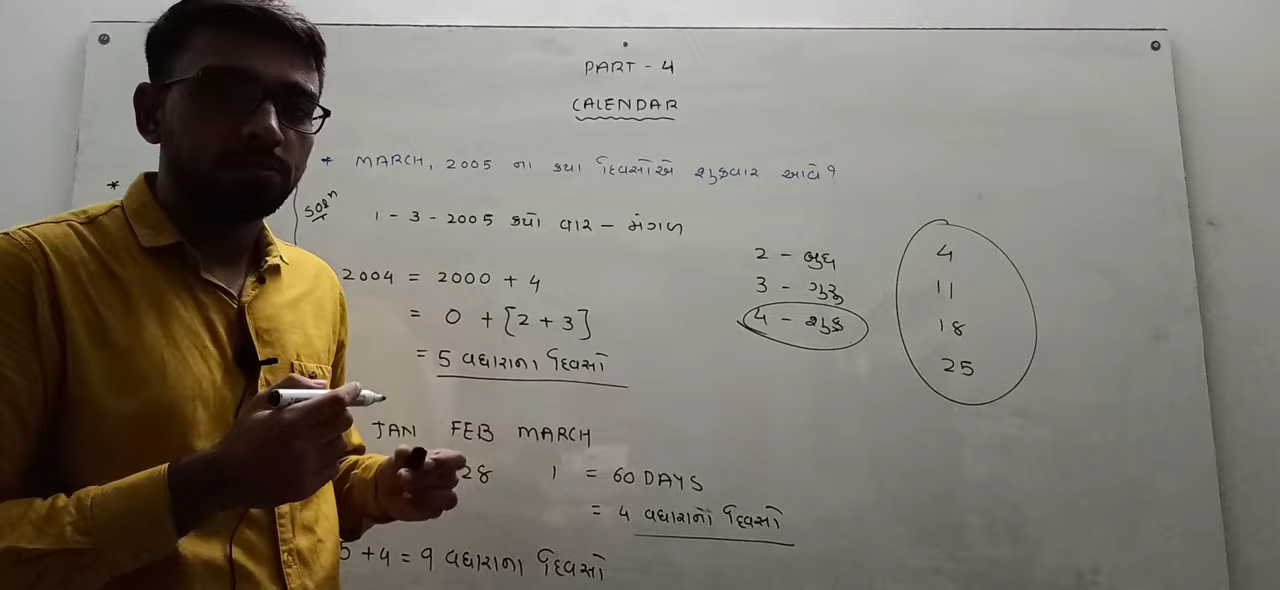 PART - 4
CALENDAR
* MARCH, 2005 ના ક્યા દિવસોએ શુક્રવાર આવે?
*
Solⁿ
1 - 3 - 2005 ક્યો વાર - મંગળ
2004 = 2000 + 4
= 0 + [2 + 3]
= 5 વધારાના દિવસો
JAN FEB MARCH
28 1 = 60 DAYS
= 4 વધારાનો દિવસો
5 + 4 = 9 વધારાના દિવસો
2 - બુધ
3 - ગુરૂ
4 - શુક્ર
4
11
18
25